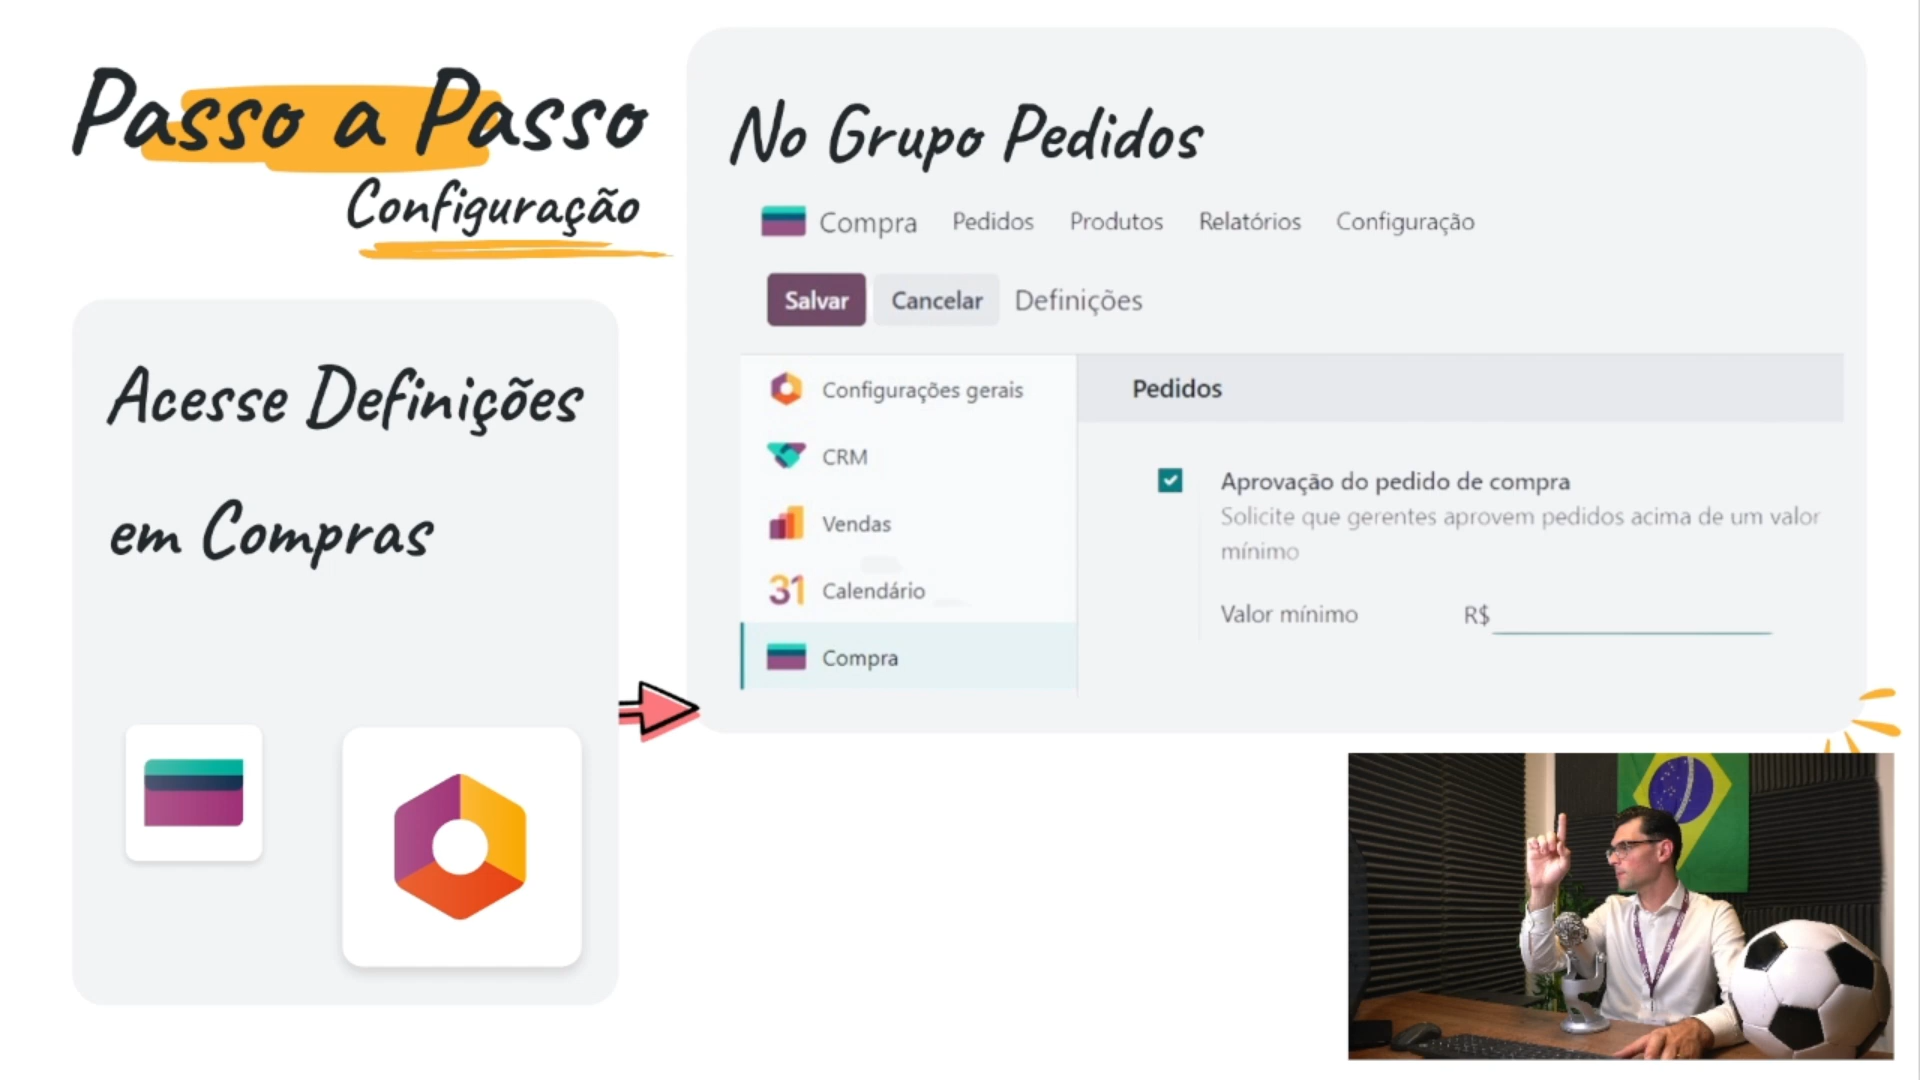 Passo a Passo
Configuração
Acesse Definições
em Compras
No Grupo Pedidos
Compra Pedidos Produtos Relatórios Configuração
Salvar Cancelar Definições
Configurações gerais
CRM
Vendas
31 Calendário
Compra
Pedidos
Aprovação do pedido de compra
Solicite que gerentes aprovem pedidos acima de um valor
mínimo
Valor mínimo R$